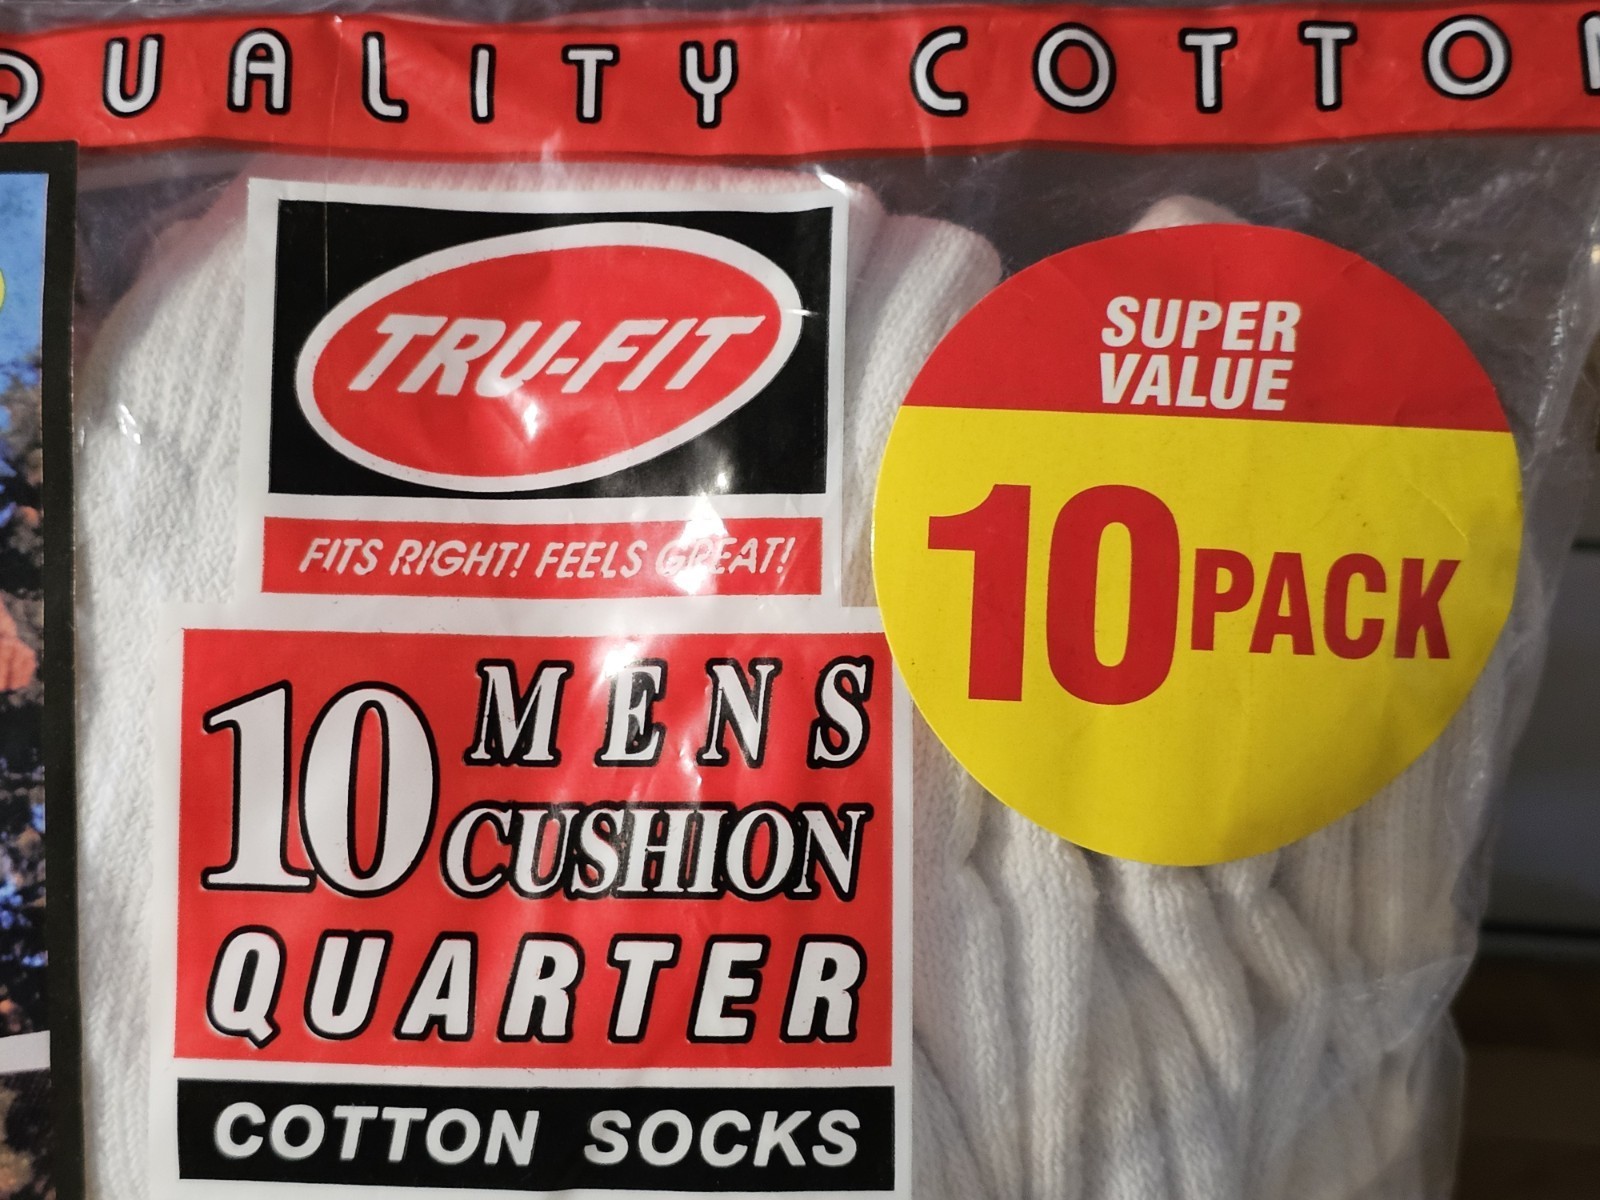 QUALITY COTTON
TRU-FIT
FITS RIGHT! FEELS GREAT!
SUPER
VALUE
10 PACK
10 MENS
CUSHION
QUARTER
COTTON SOCKS